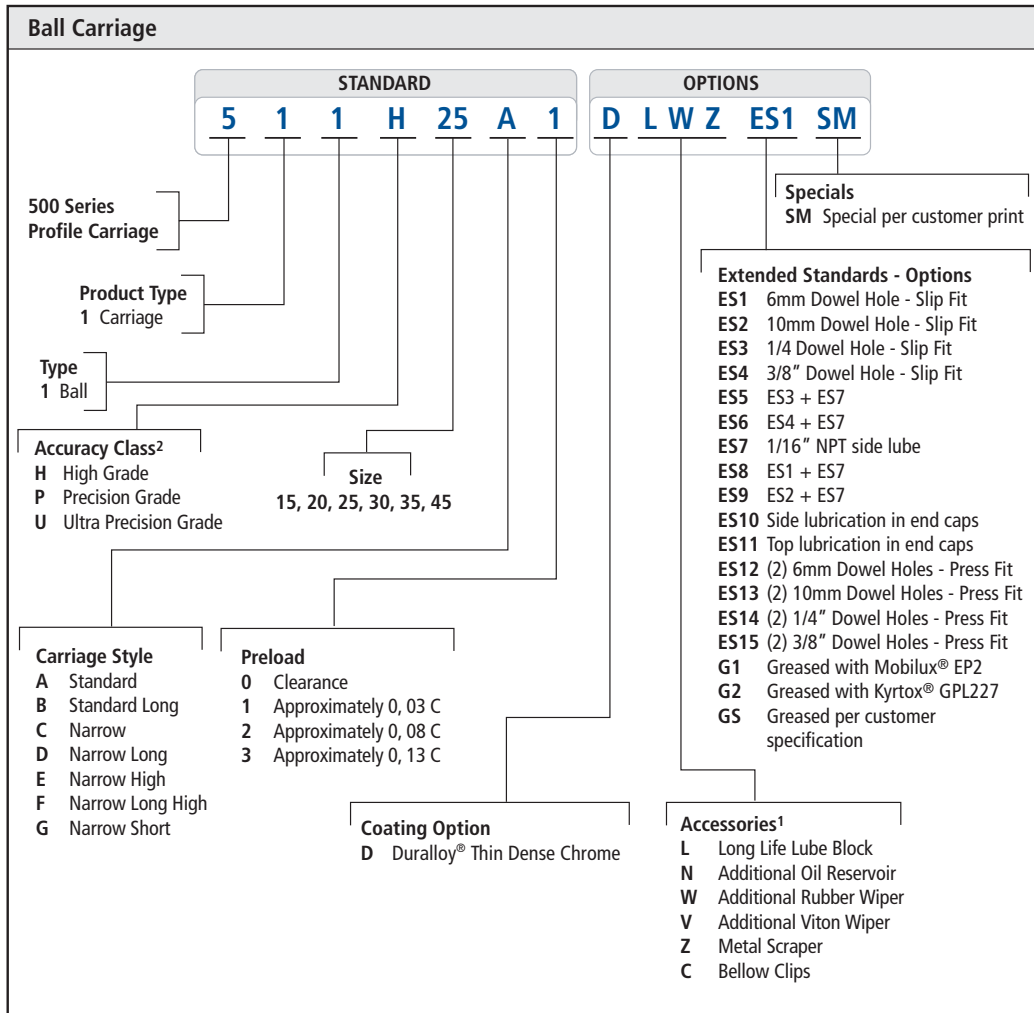 Ball Carriage
STANDARD
OPTIONS
5 1 1 H 25 A 1 D L W Z ES1 SM
500 Series
Profile Carriage
Product Type
1 Carriage
Type
1 Ball
Accuracy Class2
H High Grade
P Precision Grade
U Ultra Precision Grade
Size
15, 20, 25, 30, 35, 45
Carriage Style
A Standard
B Standard Long
C Narrow
D Narrow Long
E Narrow High
F Narrow Long High
G Narrow Short
Preload
0 Clearance
1 Approximately 0, 03 C
2 Approximately 0, 08 C
3 Approximately 0, 13 C
Coating Option
D Duralloy® Thin Dense Chrome
Accessories1
L Long Life Lube Block
N Additional Oil Reservoir
W Additional Rubber Wiper
V Additional Viton Wiper
Z Metal Scraper
C Bellow Clips
Extended Standards - Options
ES1 6mm Dowel Hole - Slip Fit
ES2 10mm Dowel Hole - Slip Fit
ES3 1/4 Dowel Hole - Slip Fit
ES4 3/8″ Dowel Hole - Slip Fit
ES5 ES3 + ES7
ES6 ES4 + ES7
ES7 1/16″ NPT side lube
ES8 ES1 + ES7
ES9 ES2 + ES7
ES10 Side lubrication in end caps
ES11 Top lubrication in end caps
ES12 (2) 6mm Dowel Holes - Press Fit
ES13 (2) 10mm Dowel Holes - Press Fit
ES14 (2) 1/4″ Dowel Holes - Press Fit
ES15 (2) 3/8″ Dowel Holes - Press Fit
G1 Greased with Mobilux® EP2
G2 Greased with Kyrtox® GPL227
GS Greased per customer
specification
Specials
SM Special per customer print